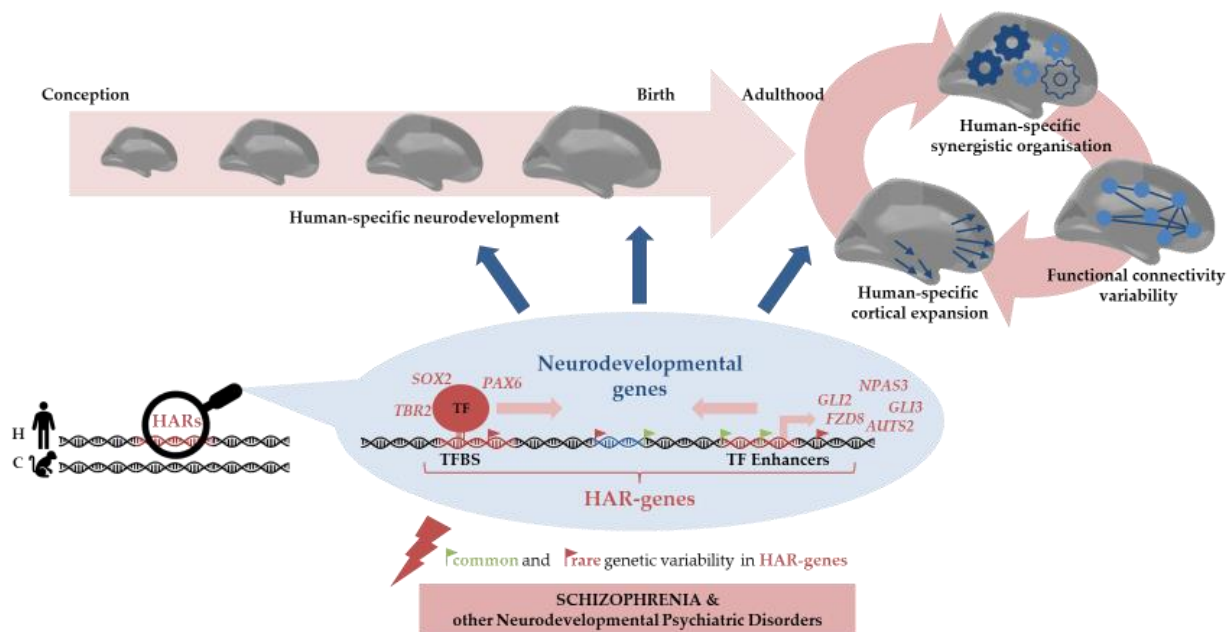 Conception
Birth
Adulthood
Human-specific neurodevelopment
Human-specific
synergistic organisation
Functional connectivity
variability
Human-specific
cortical expansion
Neurodevelopmental
genes
SOX2
PAX6
TBR2
TF
NPAS3
GLI2
GLI3
FZD8
AUTS2
HARs
H
C
TFBS
TF Enhancers
HAR-genes
common and rare genetic variability in HAR-genes
SCHIZOPHRENIA &
other Neurodevelopmental Psychiatric Disorders